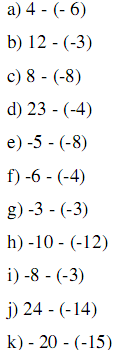 a) 4 - (- 6)
b) 12 - (-3)
c) 8 - (-8)
d) 23 - (-4)
e) -5 - (-8)
f) -6 - (-4)
g) -3 - (-3)
h) -10 - (-12)
i) -8 - (-3)
j) 24 - (-14)
k) - 20 - (-15)